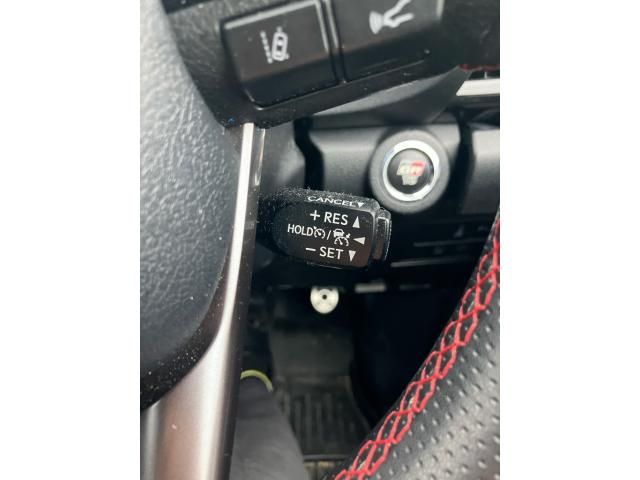 CANCEL▼
+ RES▲
HOLD / ◀
− SET▼
GR